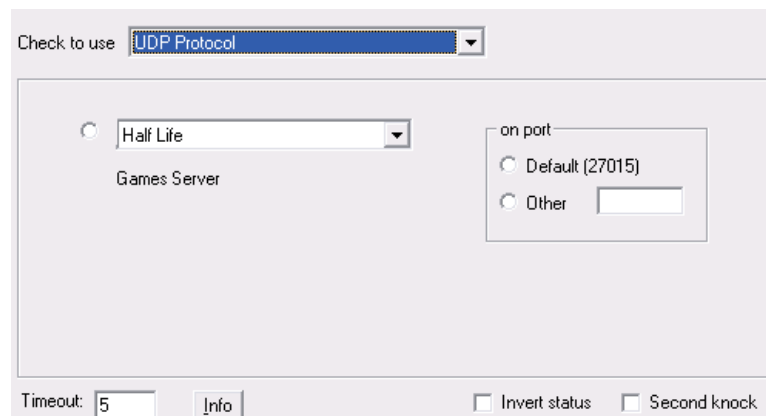 Check to use UDP Protocol
Half Life
Games Server
on port
Default (27015)
Other
Timeout: 5 Info Invert status Second knock